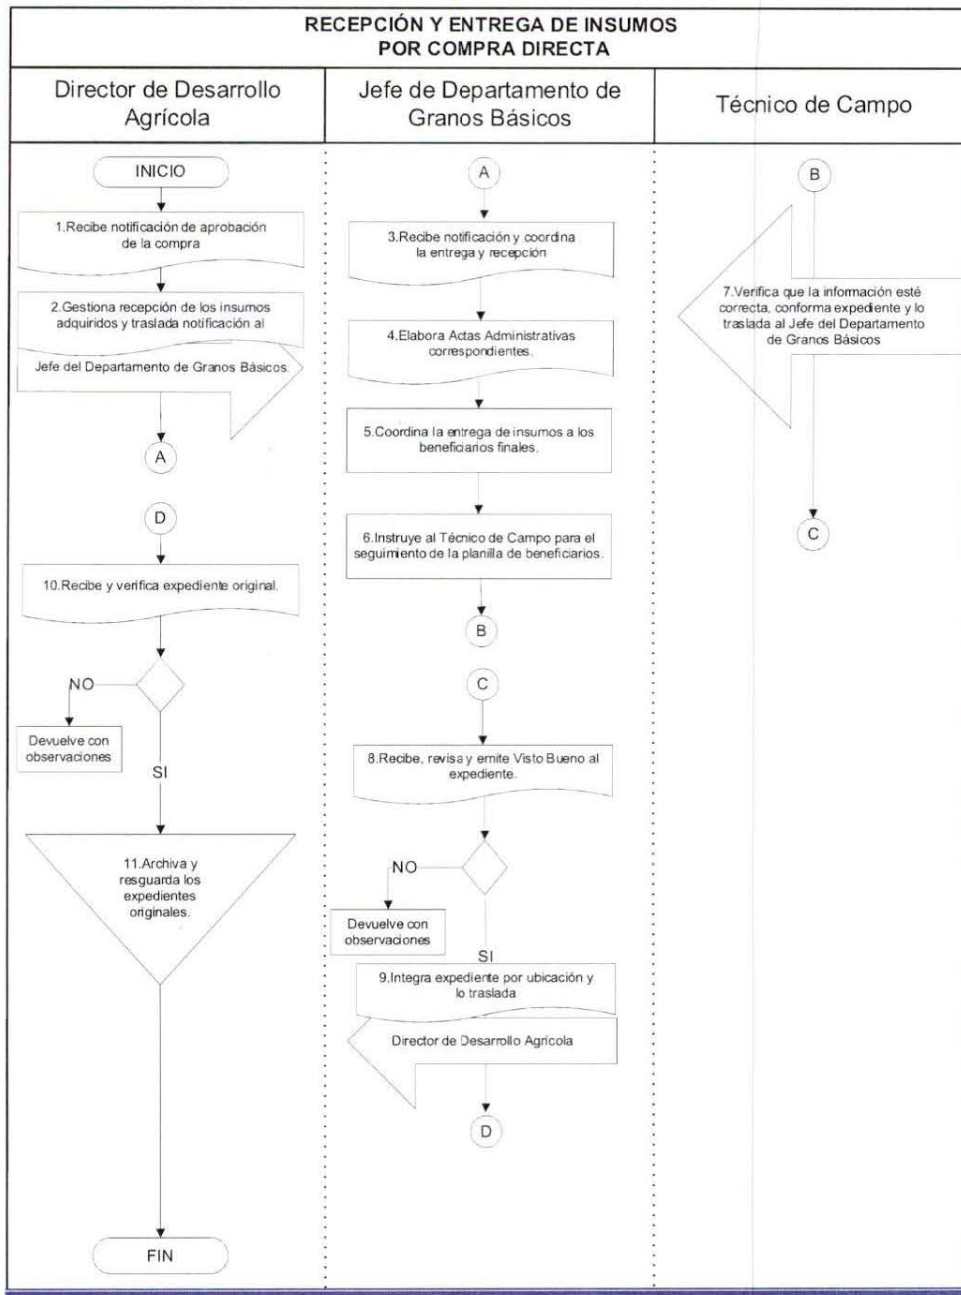 RECEPCIÓN Y ENTREGA DE INSUMOS
POR COMPRA DIRECTA
Director de Desarrollo
Agrícola
Jefe de Departamento de
Granos Básicos
Técnico de Campo
INICIO
1.Recibe notificación de aprobación
de la compra
2.Gestiona recepción de los insumos
adquiridos y traslada notificación al
Jefe del Departamento de Granos Básicos.
A
D
10.Recibe y verifica expediente original.
NO
Devuelve con
observaciones
SI
11.Archiva y
resguarda los
expedientes
originales.
FIN
A
3.Recibe notificación y coordina
la entrega y recepción
4.Elabora Actas Administrativas
correspondientes.
5.Coordina la entrega de insumos a los
beneficiarios finales.
6.Instruye al Técnico de Campo para el
seguimiento de la planilla de beneficiarios.
B
C
8.Recibe, revisa y emite Visto Bueno al
expediente.
NO
Devuelve con
observaciones
SI
9.Integra expediente por ubicación y
lo traslada
Director de Desarrollo Agrícola
D
B
7.Verifica que la información esté
correcta, conforma expediente y lo
traslada al Jefe del Departamento
de Granos Básicos
C